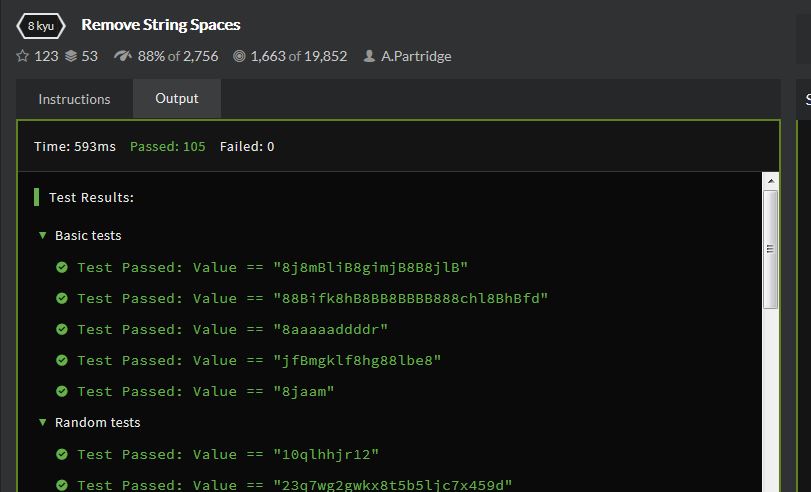 8 kyu Remove String Spaces
123 53 88% of 2,756 1,663 of 19,852 A.Partridge
Instructions Output S
Time: 593ms Passed: 105 Failed: 0
Test Results:
Basic tests
Test Passed: Value == "8j8mBliB8gimjB8B8jlB"
Test Passed: Value == "88Bifk8hB8BB8BBBB888chl8BhBfd"
Test Passed: Value == "8aaaaaddddr"
Test Passed: Value == "jfBmgklf8hg88lbe8"
Test Passed: Value == "8jaam"
Random tests
Test Passed: Value == "10qlhhjr12"
Test Passed: Value == "23q7wg2gwkx8t5b5ljc7x459d"